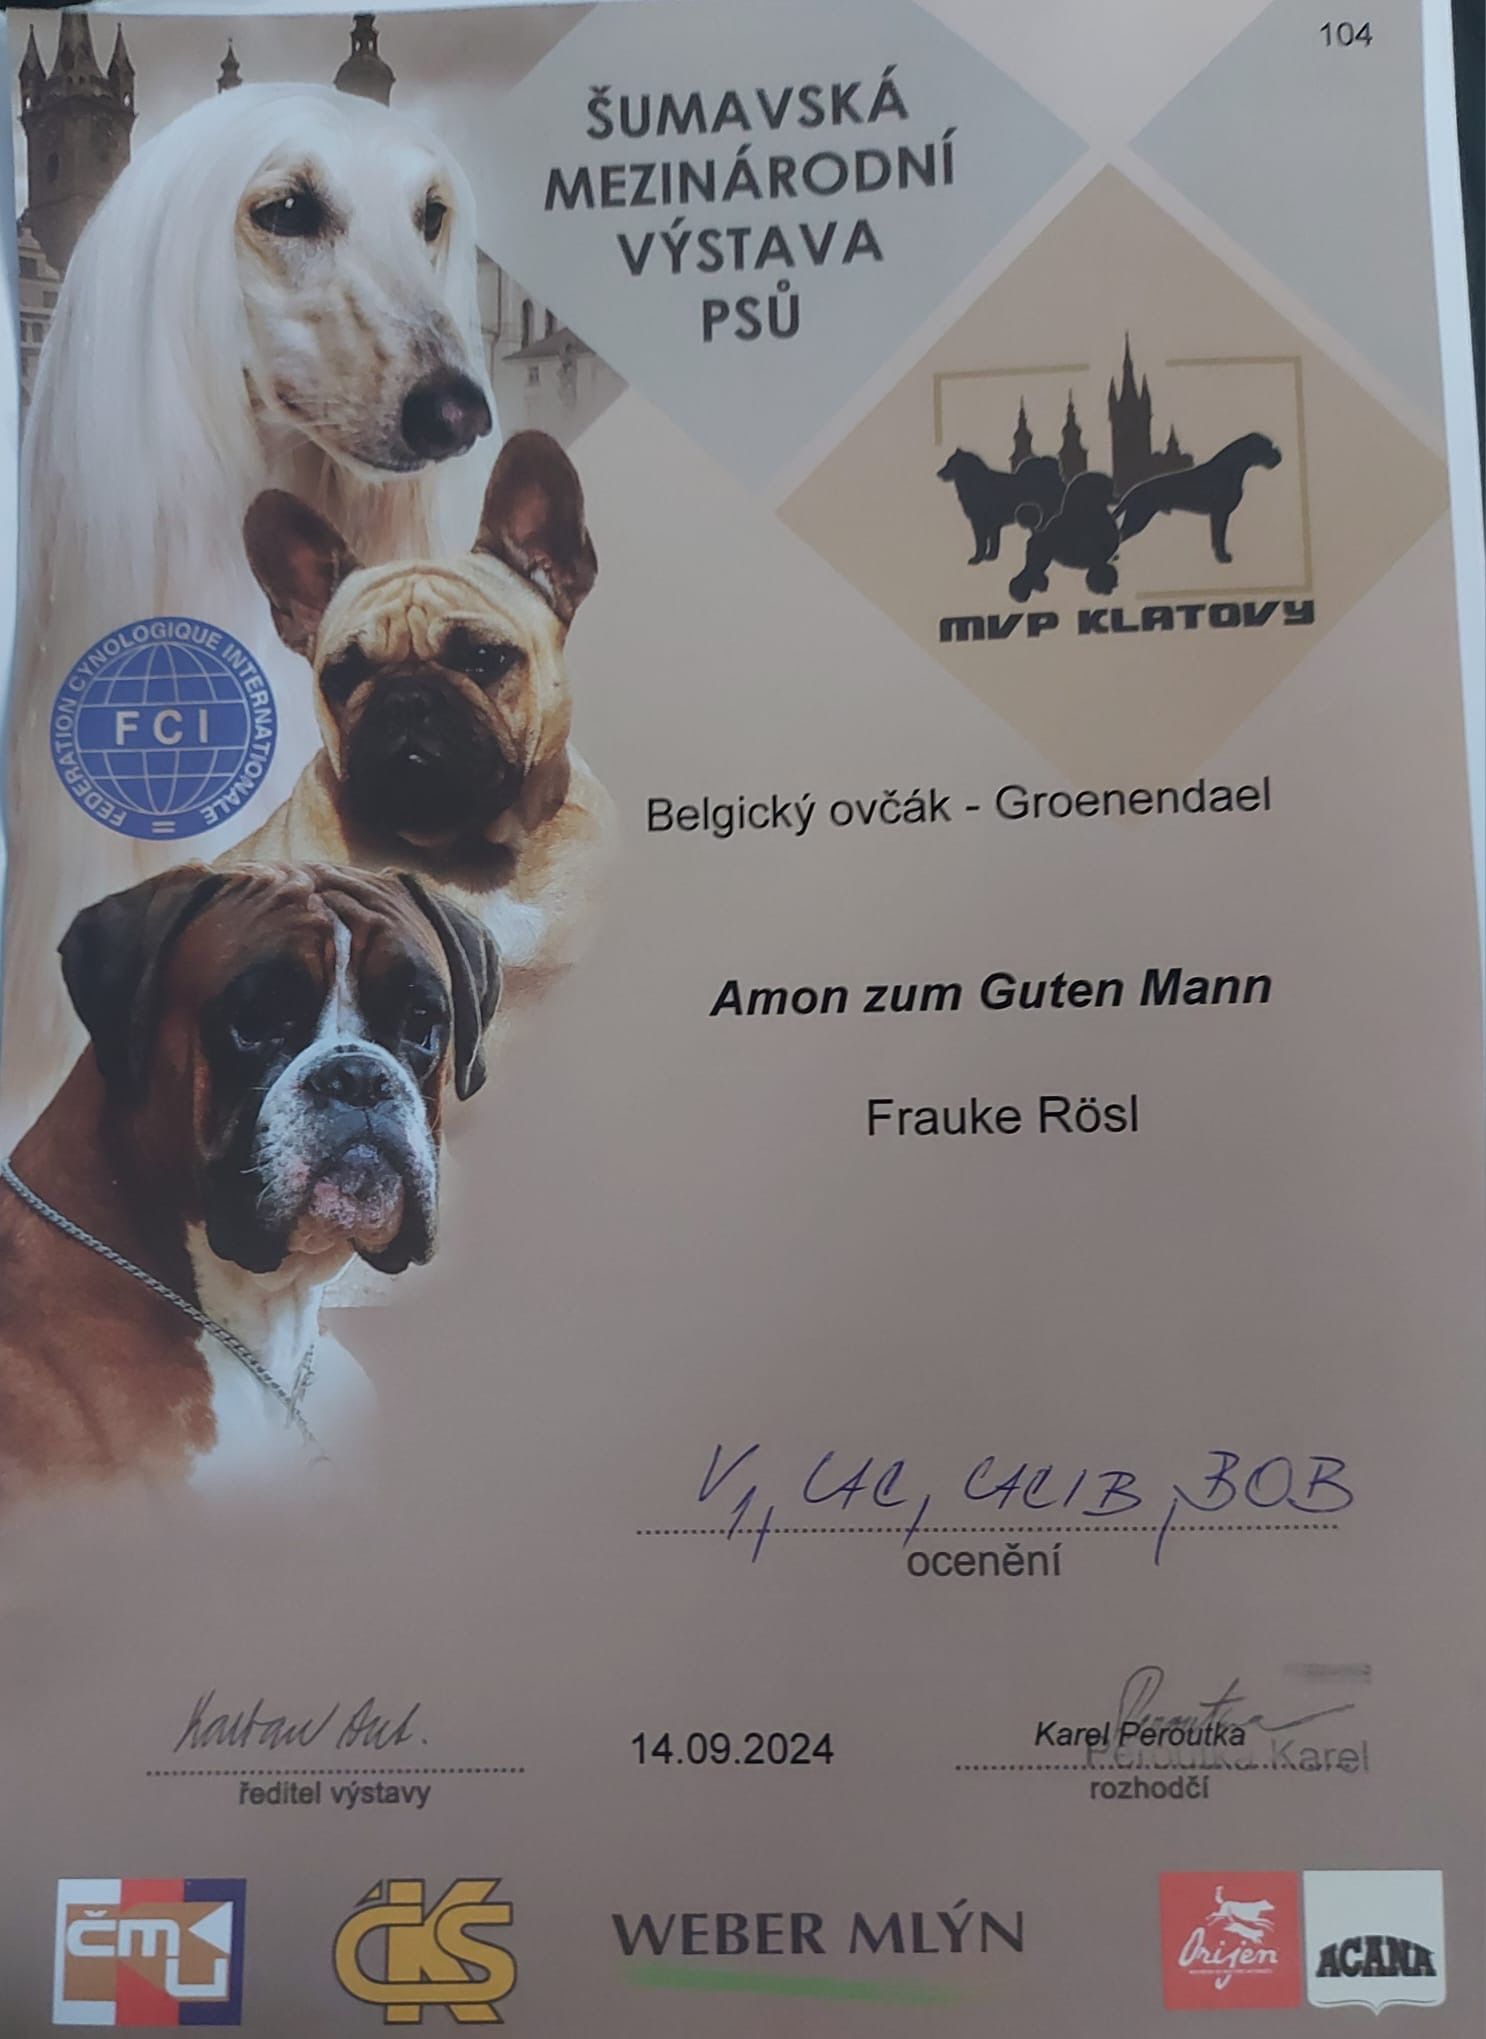 104
ŠUMAVSKÁ
MEZINÁRODNÍ
VÝSTAVA
PSŮ
MVP KLATOVY
FEDERATION CYNOLOGIQUE INTERNATIONALE
FCI
Belgický ovčák - Groenendael
Amon zum Guten Mann
Frauke Rösl
V1, CAC, CACIB, BOB
ocenění
14.09.2024
Karel Peroutka
Peroutka Karel
ředitel výstavy
rozhodčí
čmku
ČKS
WEBER MLÝN
Orijen
ACANA